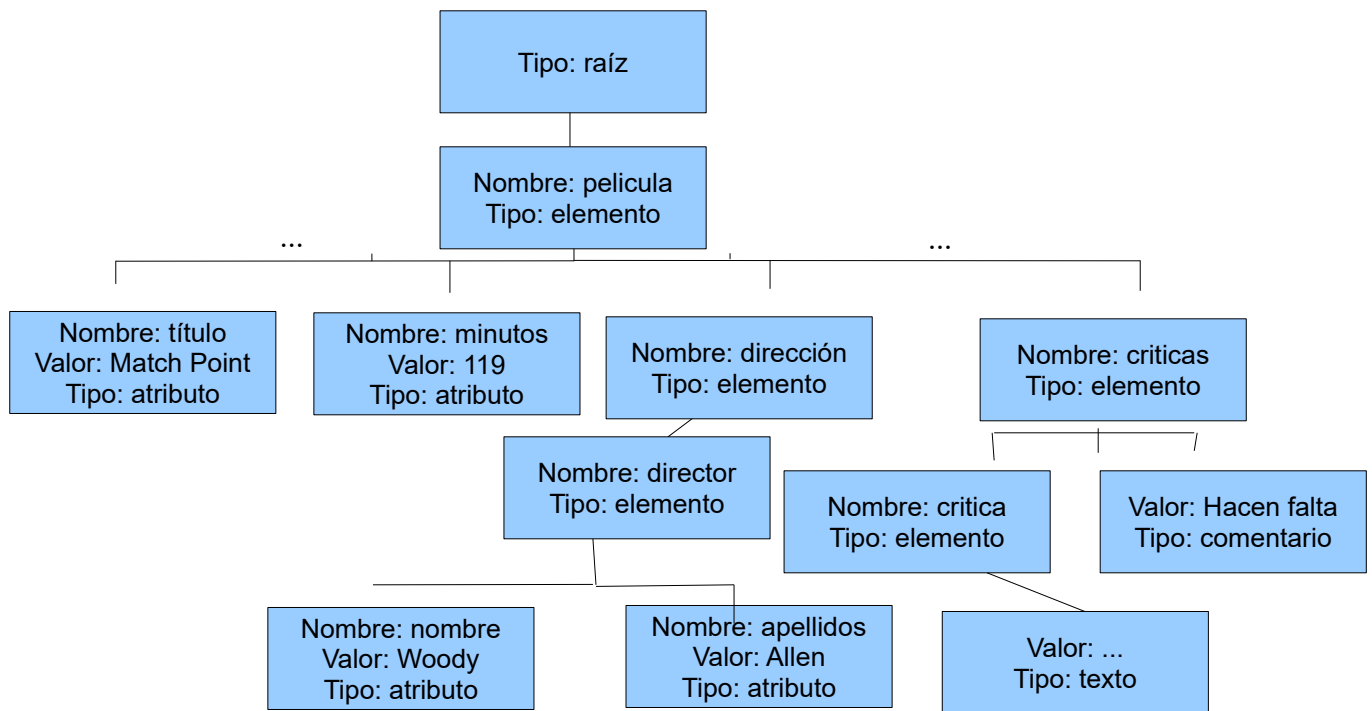 Tipo: raíz
Nombre: pelicula
Tipo: elemento
...
...
Nombre: título
Valor: Match Point
Tipo: atributo
Nombre: minutos
Valor: 119
Tipo: atributo
Nombre: dirección
Tipo: elemento
Nombre: criticas
Tipo: elemento
Nombre: director
Tipo: elemento
Nombre: critica
Tipo: elemento
Valor: Hacen falta
Tipo: comentario
Nombre: nombre
Valor: Woody
Tipo: atributo
Nombre: apellidos
Valor: Allen
Tipo: atributo
Valor: ...
Tipo: texto